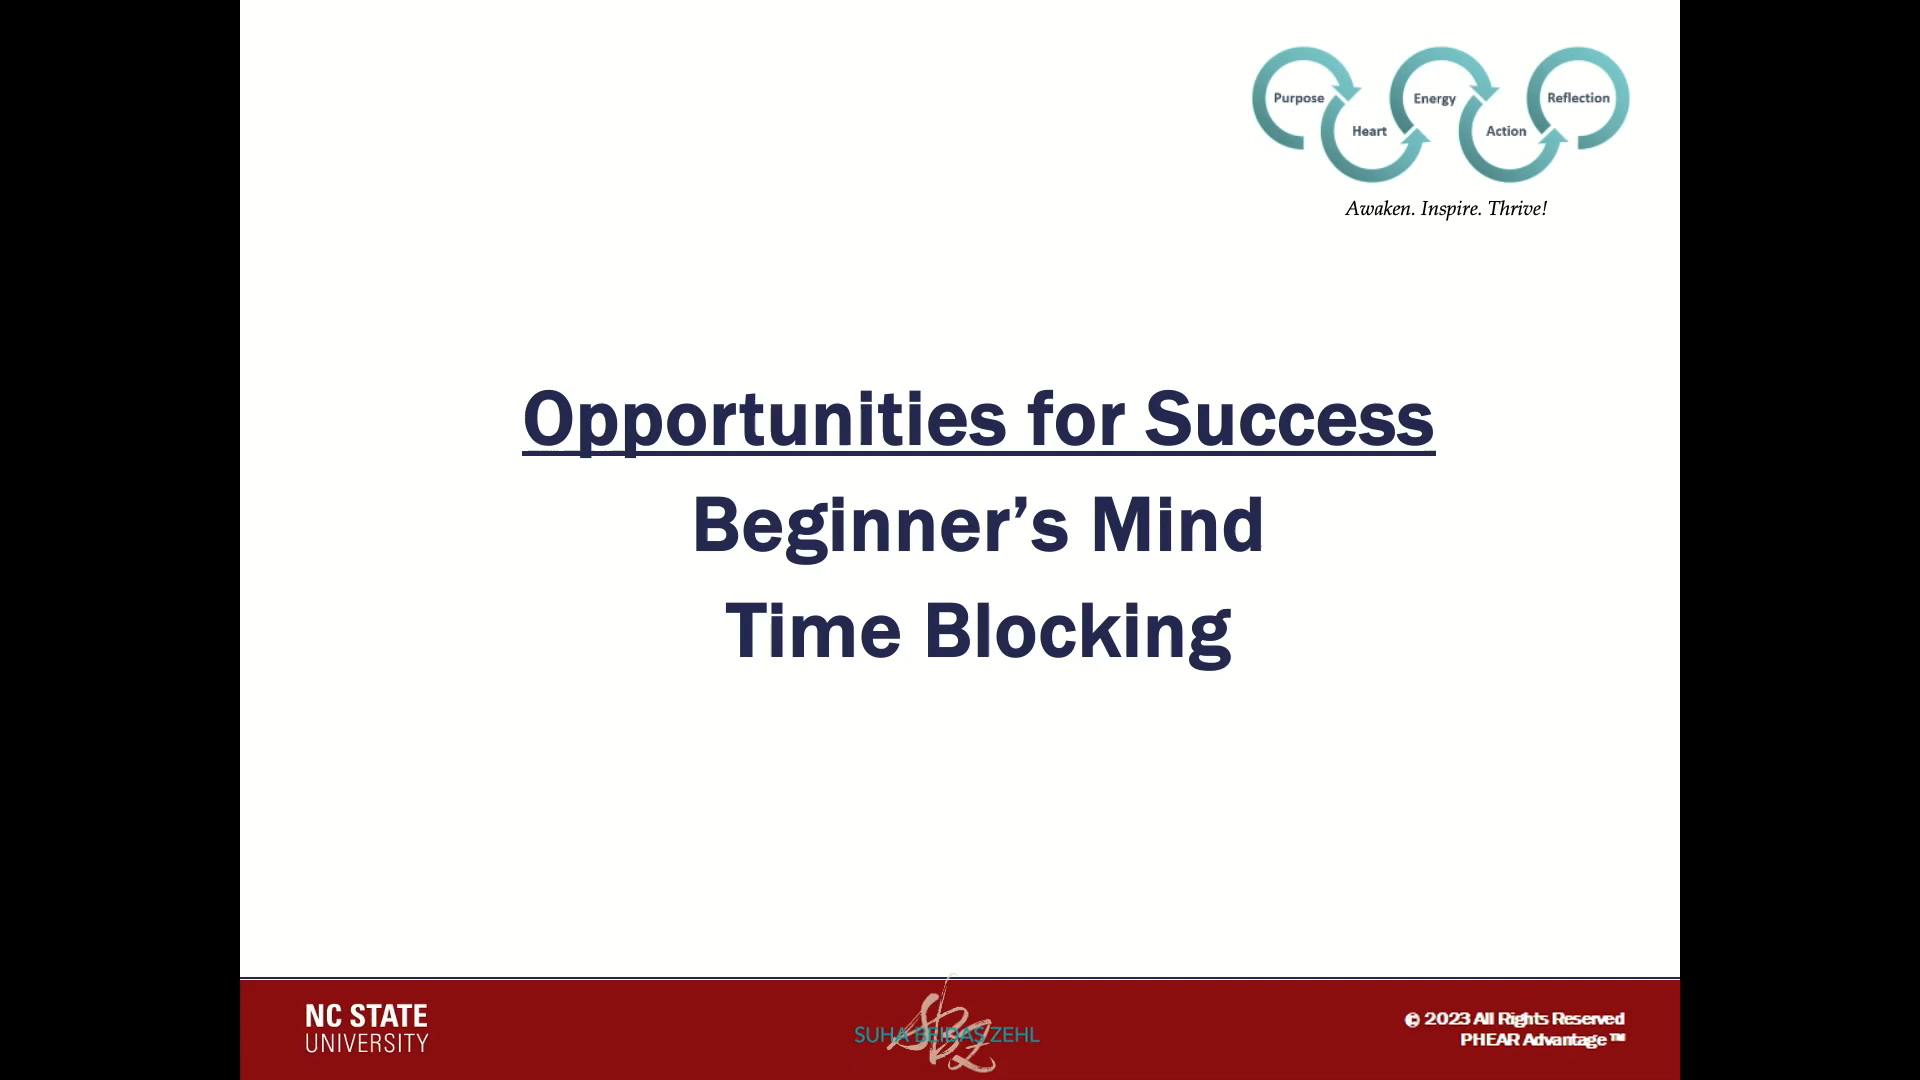 Purpose
Heart
Energy
Action
Reflection
Awaken. Inspire. Thrive!
Opportunities for Success
Beginner’s Mind
Time Blocking
NC STATE
UNIVERSITY
SUHA BEIDAS ZEHL
© 2023 All Rights Reserved
PHEAR Advantage™